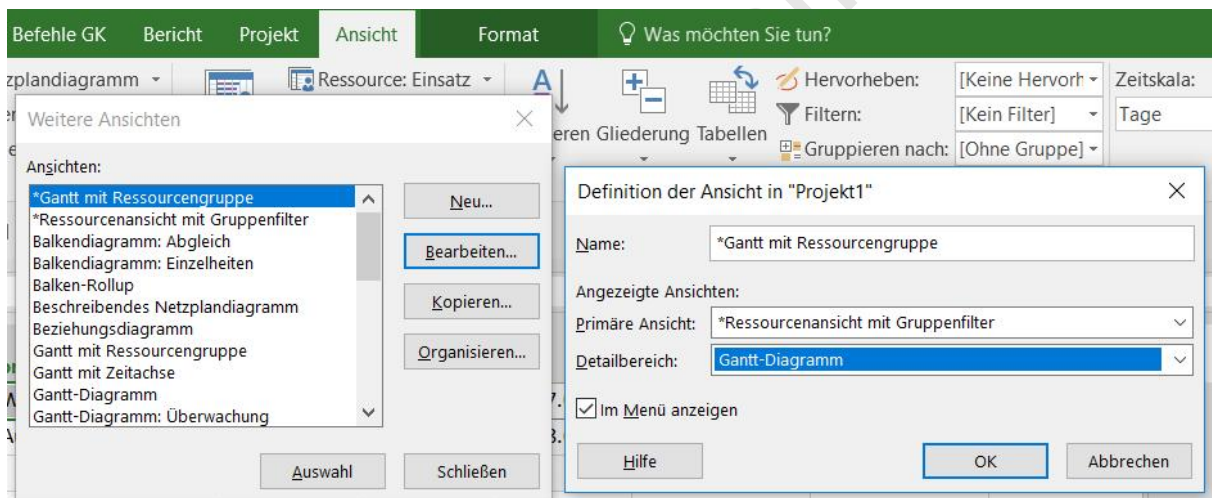 Befehle GK Bericht Projekt Ansicht Format Was möchten Sie tun?
zplandiagramm Ressource: Einsatz Hervorheben: [Keine Hervorh Zeitskala:
Filtern: [Kein Filter] Tage
eren Gliederung Tabellen Gruppieren nach: [Ohne Gruppe]
Weitere Ansichten
Ansichten:
*Gantt mit Ressourcengruppe
*Ressourcenansicht mit Gruppenfilter
Balkendiagramm: Abgleich
Balkendiagramm: Einzelheiten
Balken-Rollup
Beschreibendes Netzplandiagramm
Beziehungsdiagramm
Gantt mit Ressourcengruppe
Gantt mit Zeitachse
Gantt-Diagramm
Gantt-Diagramm: Überwachung
Neu...
Bearbeiten...
Kopieren...
Organisieren...
Auswahl Schließen
Definition der Ansicht in "Projekt1"
Name: *Gantt mit Ressourcengruppe
Angezeigte Ansichten:
Primäre Ansicht: *Ressourcenansicht mit Gruppenfilter
Detailbereich: Gantt-Diagramm
Im Menü anzeigen
Hilfe OK Abbrechen